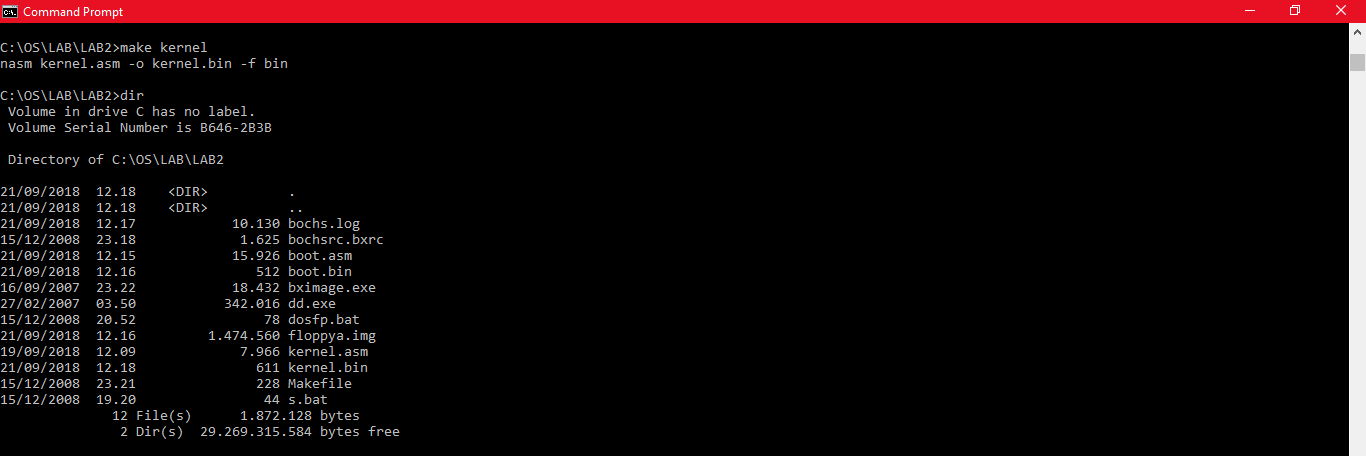 Command Prompt
C:\OS\LAB\LAB2>make kernel
nasm kernel.asm -o kernel.bin -f bin
C:\OS\LAB\LAB2>dir
 Volume in drive C has no label.
 Volume Serial Number is B646-2B3B
 Directory of C:\OS\LAB\LAB2
21/09/2018  12.18    <DIR>          .
21/09/2018  12.18    <DIR>          ..
21/09/2018  12.17            10.130 bochs.log
15/12/2008  23.18             1.625 bochsrc.bxrc
21/09/2018  12.15            15.926 boot.asm
21/09/2018  12.16               512 boot.bin
16/09/2007  23.22            18.432 bximage.exe
27/02/2007  03.50           342.016 dd.exe
15/12/2008  20.52                78 dosfp.bat
21/09/2018  12.16         1.474.560 floppya.img
19/09/2018  12.09             7.966 kernel.asm
21/09/2018  12.18               611 kernel.bin
15/12/2008  23.21               228 Makefile
15/12/2008  19.20                44 s.bat
              12 File(s)      1.872.128 bytes
               2 Dir(s)  29.269.315.584 bytes free